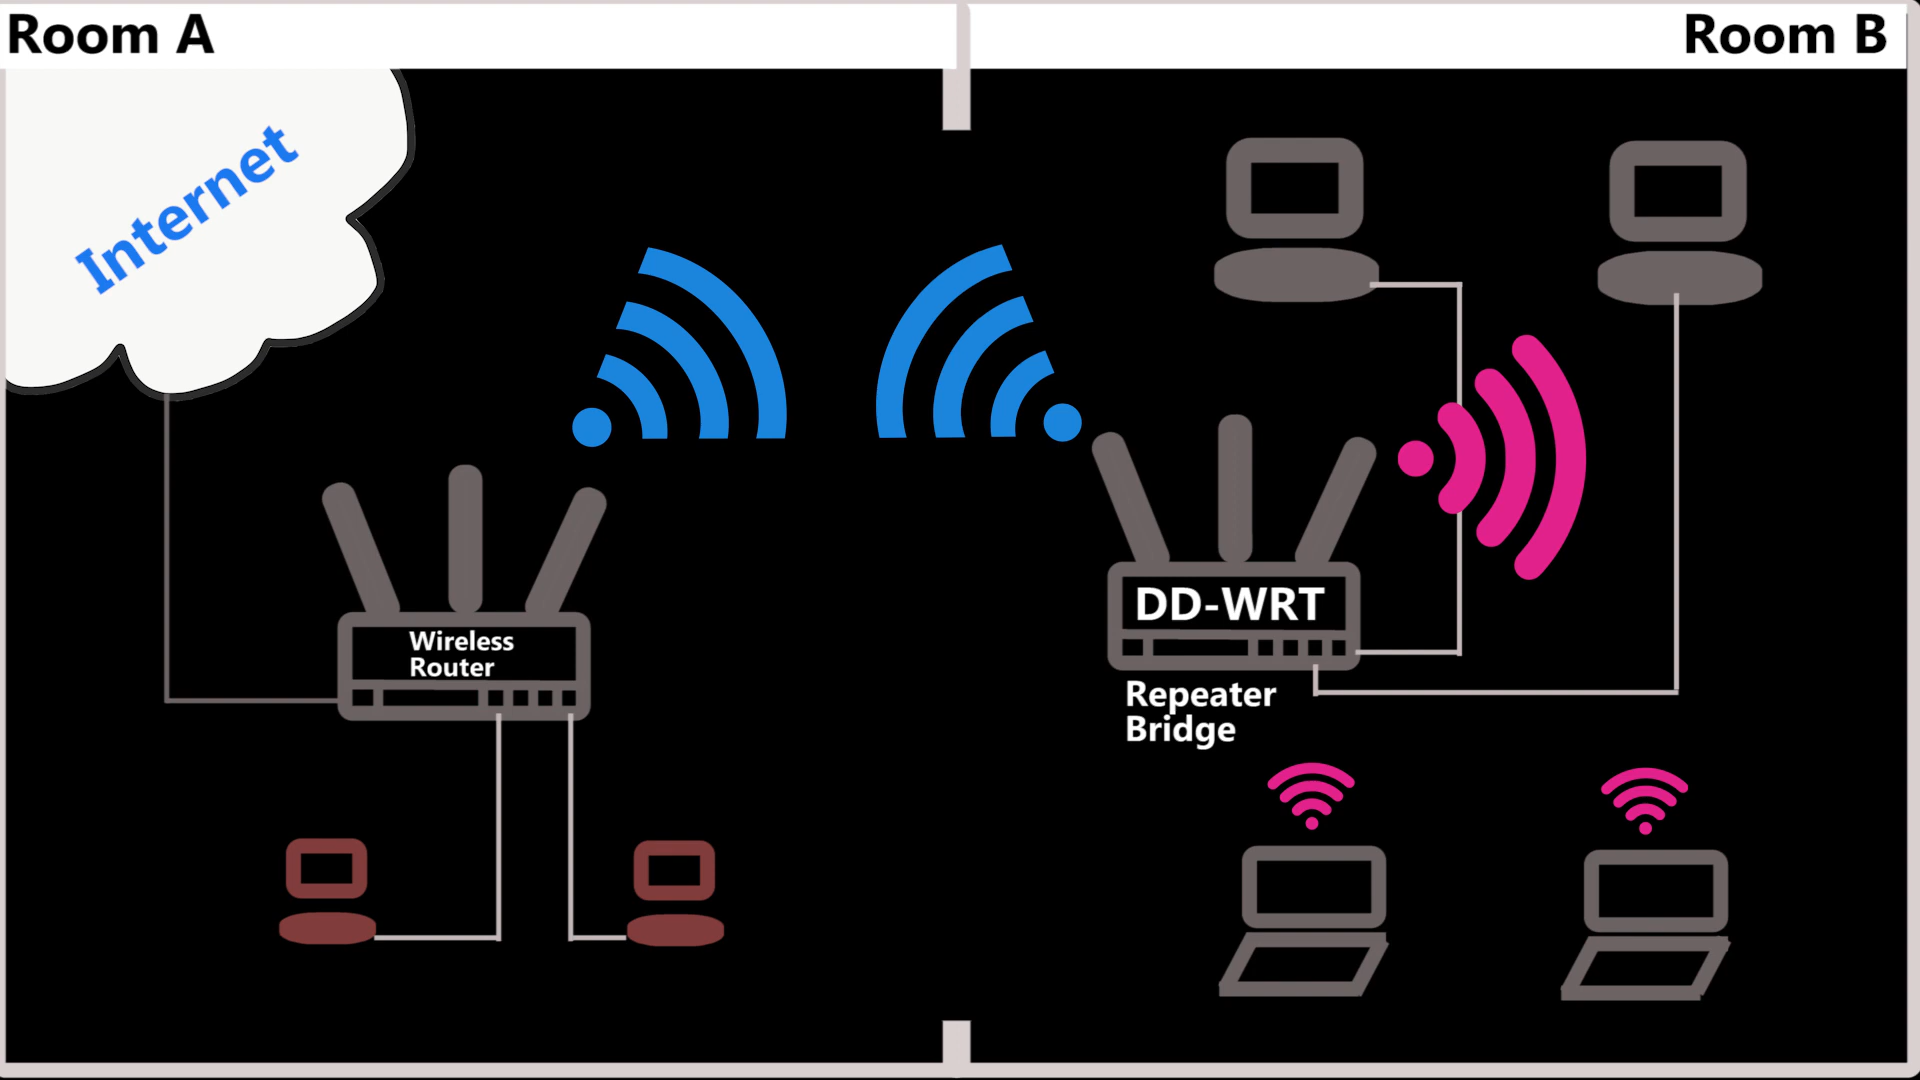 Room A
Room B
Internet
Wireless
Router
DD-WRT
Repeater
Bridge